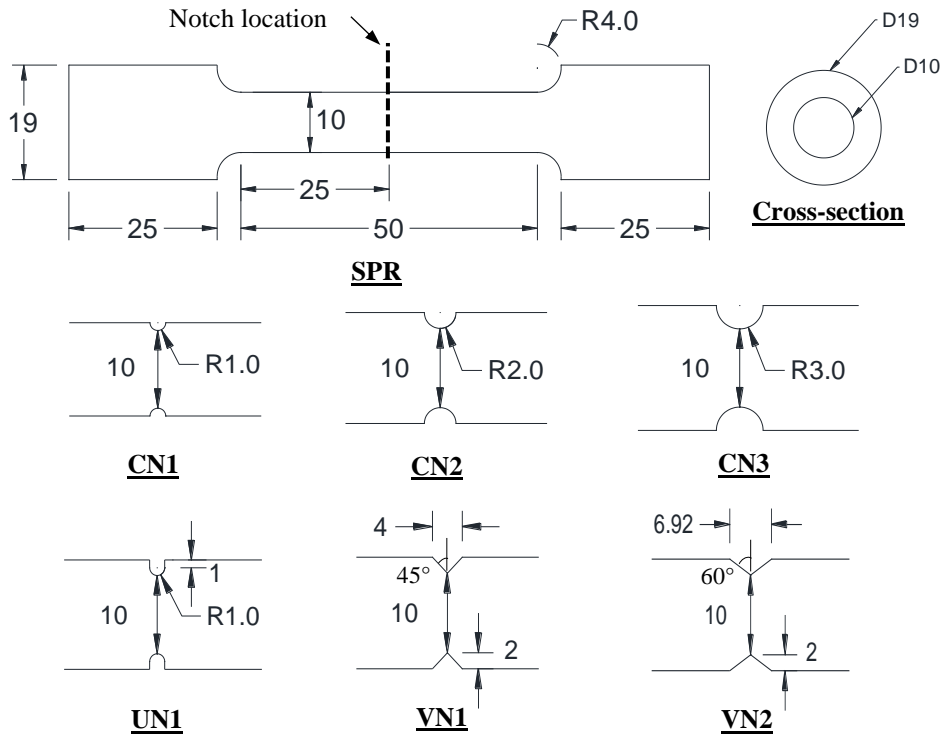 Notch location
R4.0
D19
D10
19
10
25
25
50
25
Cross-section
SPR
10
R1.0
10
R2.0
10
R3.0
CN1
CN2
CN3
4
6.92
1
45°
60°
10
R1.0
10
2
10
2
UN1
VN1
VN2